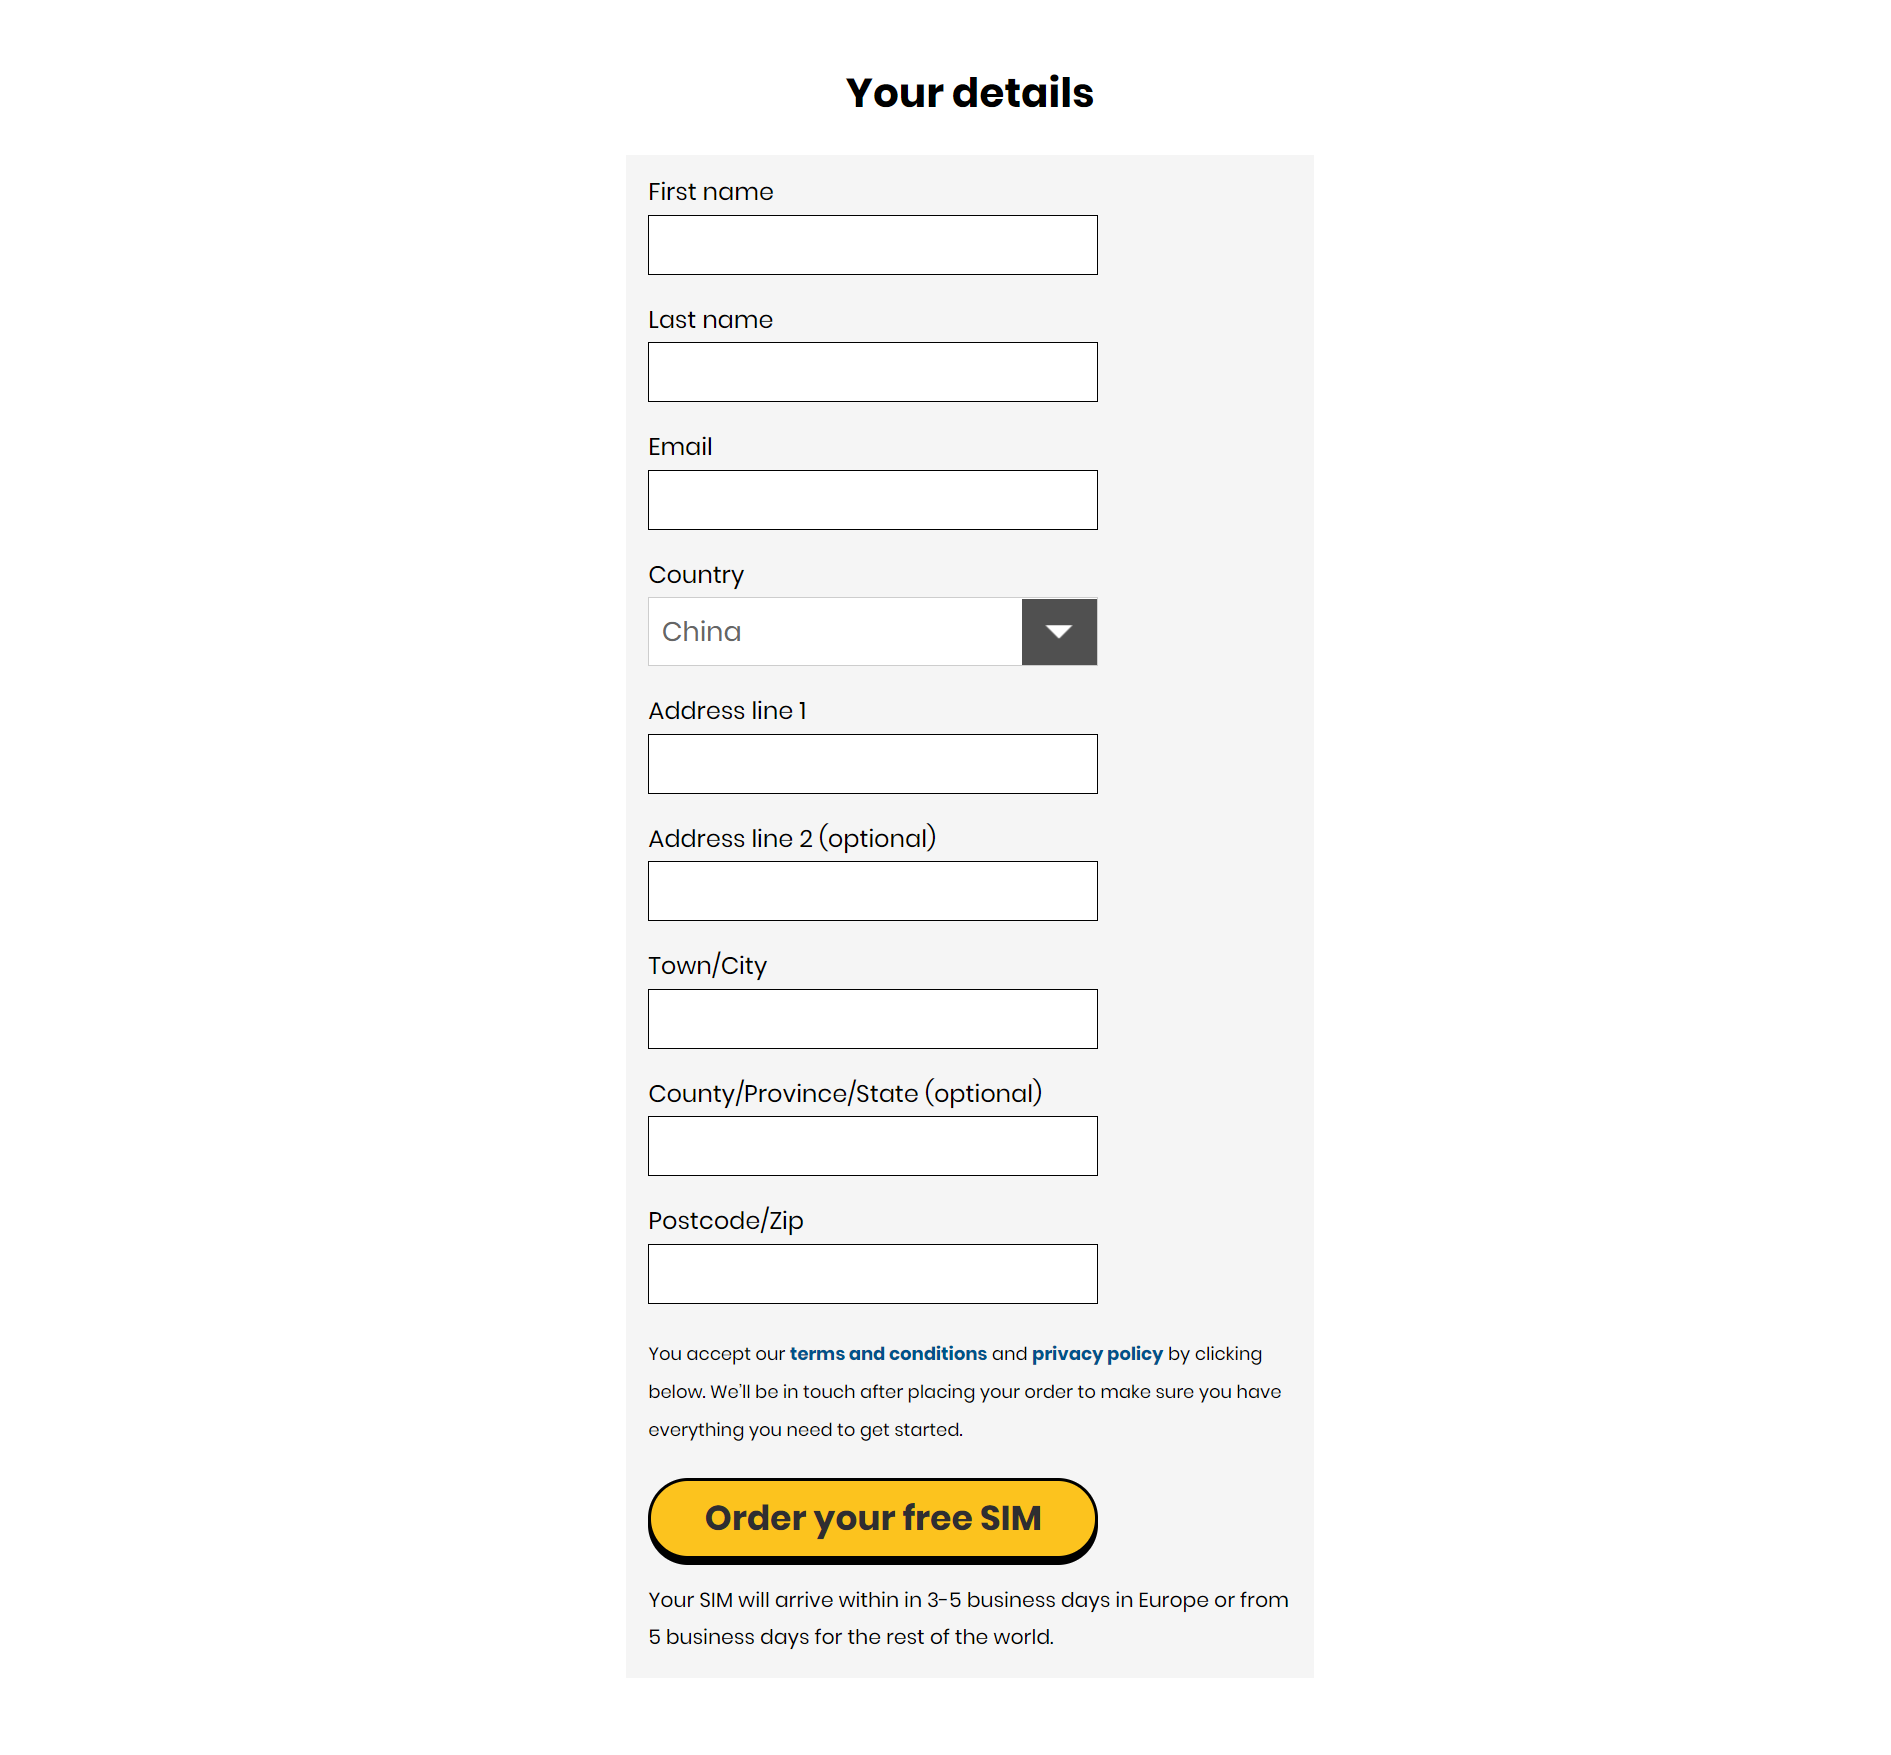 Your details
First name
Last name
Email
Country
China
Address line 1
Address line 2 (optional)
Town/City
County/Province/State (optional)
Postcode/Zip
You accept our terms and conditions and privacy policy by clicking
below. We'll be in touch after placing your order to make sure you have
everything you need to get started.
Order your free SIM
Your SIM will arrive within in 3-5 business days in Europe or from
5 business days for the rest of the world.